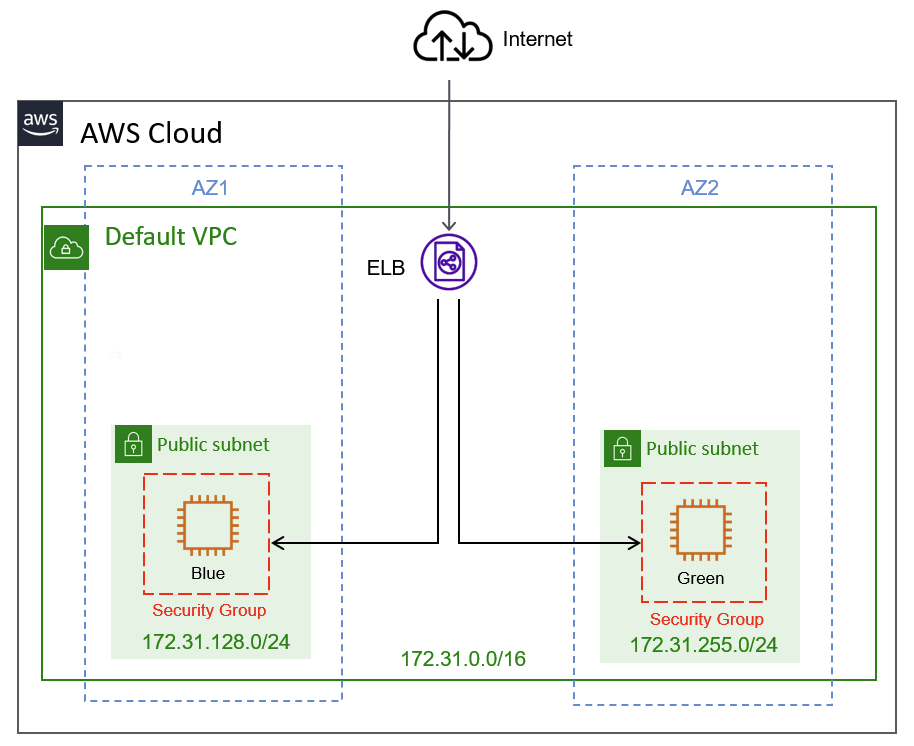 Internet
aws
AWS Cloud
AZ1
AZ2
Default VPC
ELB
Public subnet
Public subnet
Blue
Green
Security Group
Security Group
172.31.128.0/24
172.31.255.0/24
172.31.0.0/16